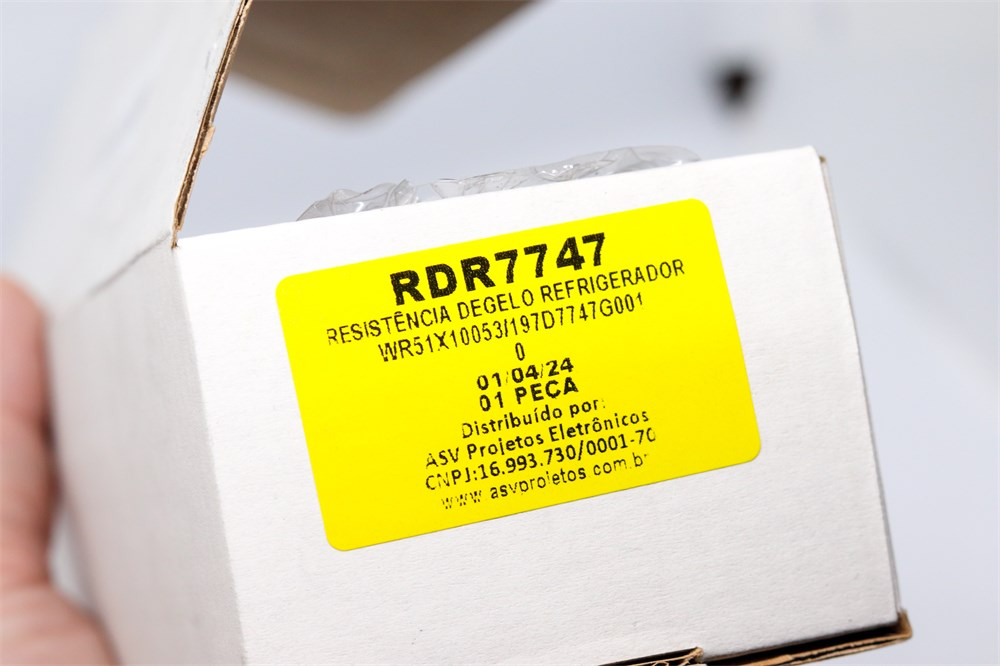 RDR7747
RESISTÊNCIA DEGELO REFRIGERADOR
WR51X10053/197D7747G001
0
01/04/24
01 PEÇA
Distribuído por:
ASV Projetos Eletrônicos
CNPJ:16.993.730/0001-70
www.asvprojetos.com.br